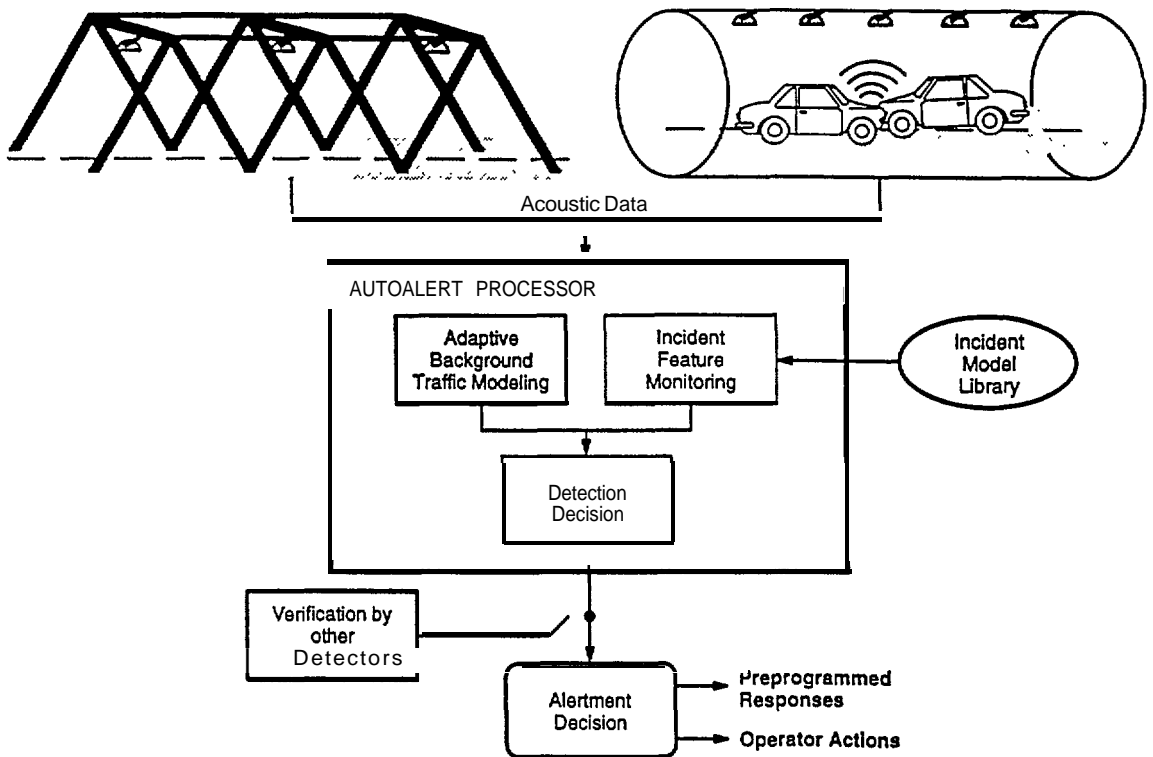 Acoustic Data
AUTOALERT PROCESSOR
Adaptive
Background
Traffic Modeling
Incident
Feature
Monitoring
Incident
Model
Library
Detection
Decision
Verification by
other
Detectors
Alertment
Decision
Preprogrammed
Responses
Operator Actions